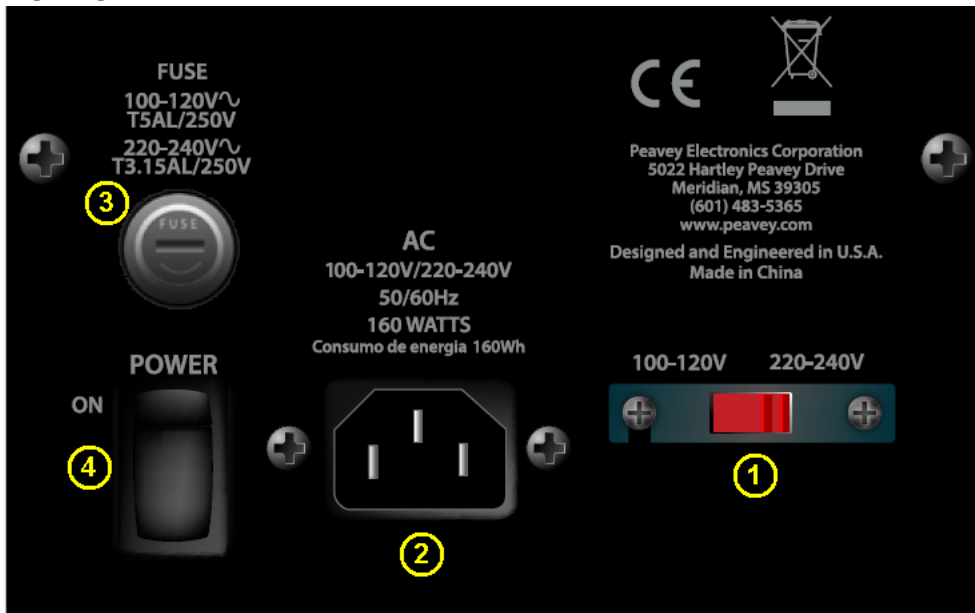 FUSE
100-120V∿
T5AL/250V
220-240V∿
T3.15AL/250V
3
FUSE
CE
Peavey Electronics Corporation
5022 Hartley Peavey Drive
Meridian, MS 39305
(601) 483-5365
www.peavey.com
Designed and Engineered in U.S.A.
Made in China
AC
100-120V/220-240V
50/60Hz
160 WATTS
Consumo de energia 160Wh
POWER
ON
4
2
100-120V 220-240V
1